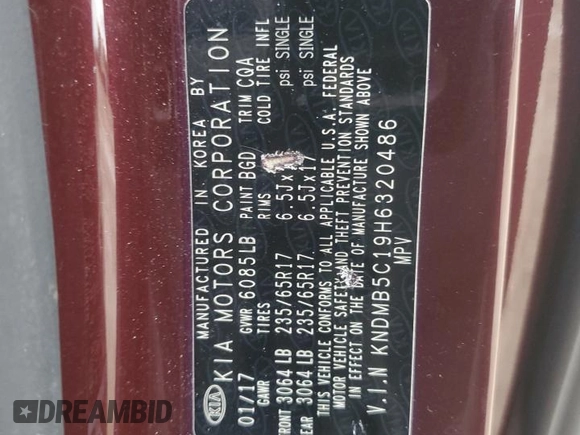 MANUFACTURED IN KOREA BY
KIA KIA MOTORS CORPORATION
01/17 GVWR 6085LB PAINT BGD TRIM CQA
GAWR TIRES RIMS COLD TIRE INFL
FRONT 3064LB 235/65R17 6.5Jx psi SINGLE
REAR 3064LB 235/65R17 6.5Jx17 psi SINGLE
THIS VEHICLE CONFORMS TO ALL APPLICABLE U.S.A. FEDERAL
MOTOR VEHICLE SAFETY AND THEFT PREVENTION STANDARDS
IN EFFECT ON THE DATE OF MANUFACTURE SHOWN ABOVE
V.I.N KNDMB5C19H6320486
MPV
DREAMBID